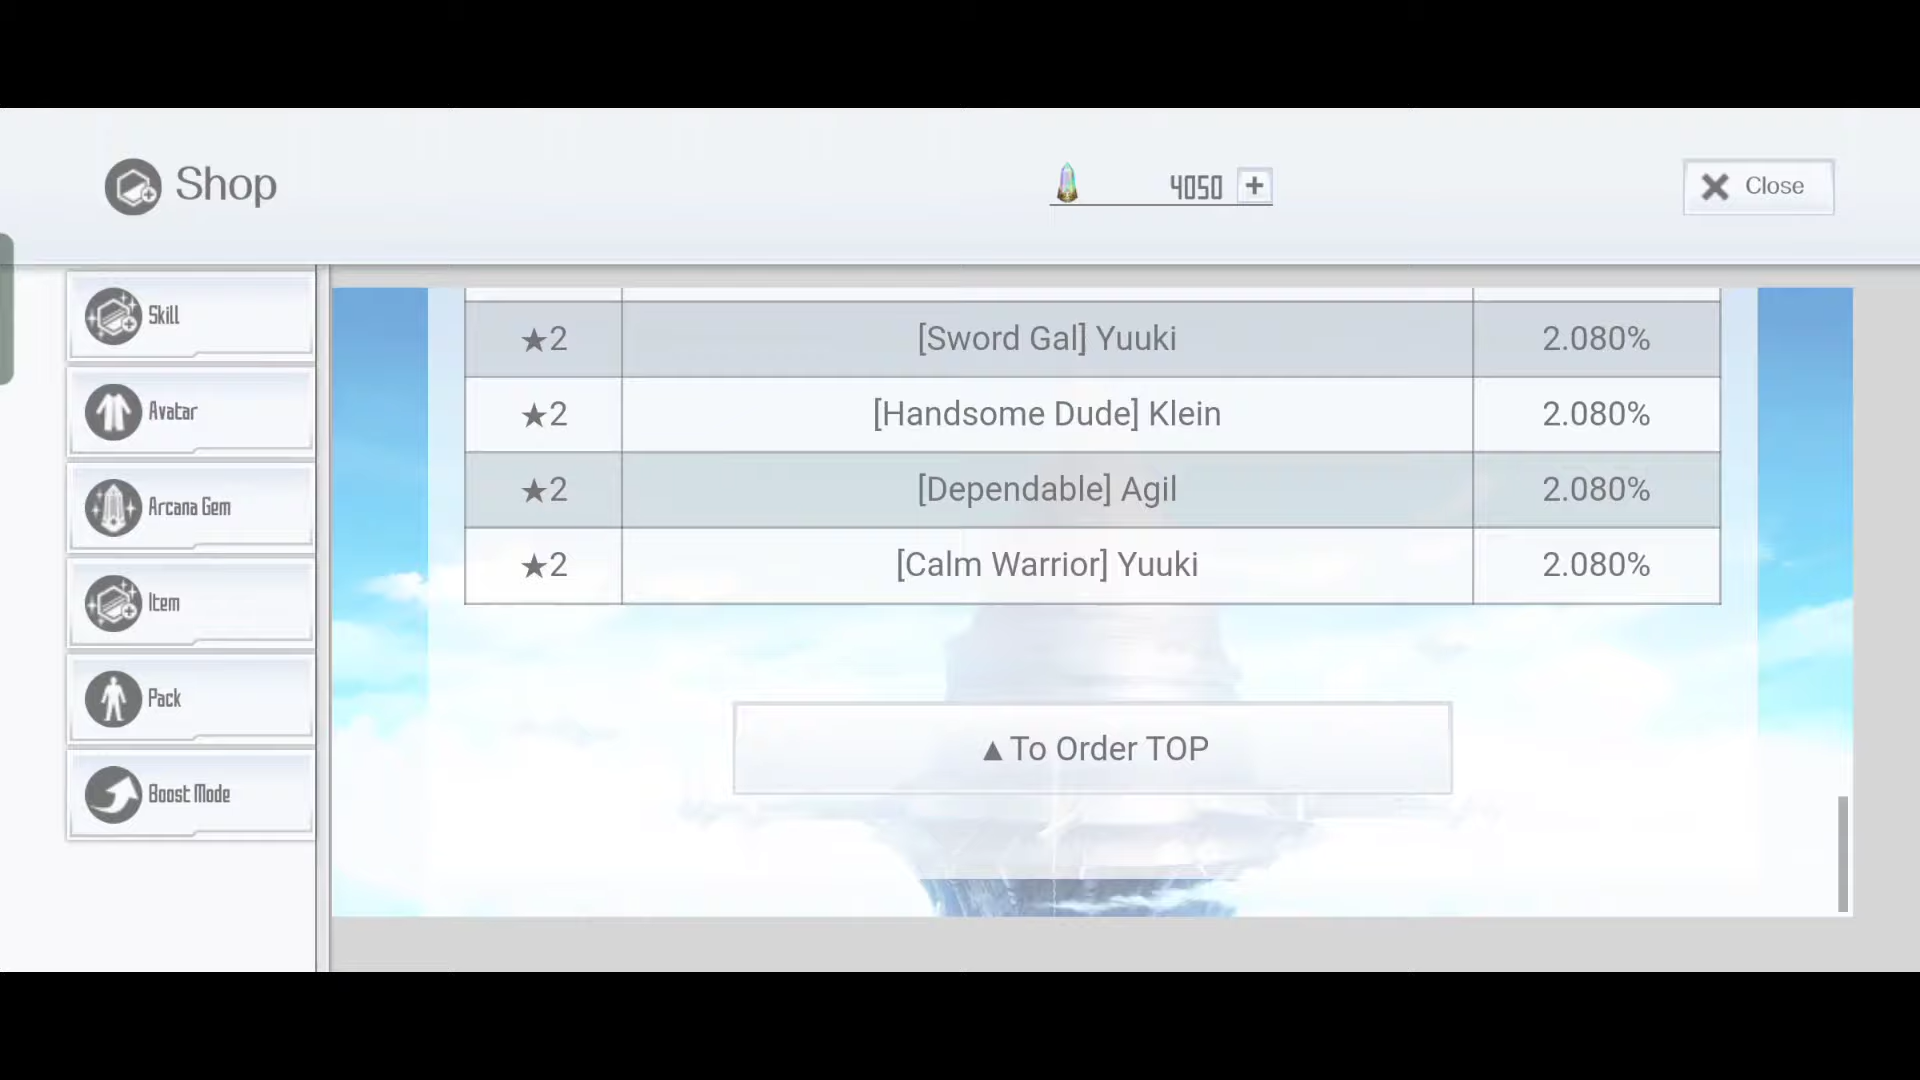 Shop
4050 +
Close
Skill
Avatar
Arcana Gem
Item
Pack
Boost Mode
★2 [Sword Gal] Yuuki 2.080%
★2 [Handsome Dude] Klein 2.080%
★2 [Dependable] Agil 2.080%
★2 [Calm Warrior] Yuuki 2.080%
▲To Order TOP